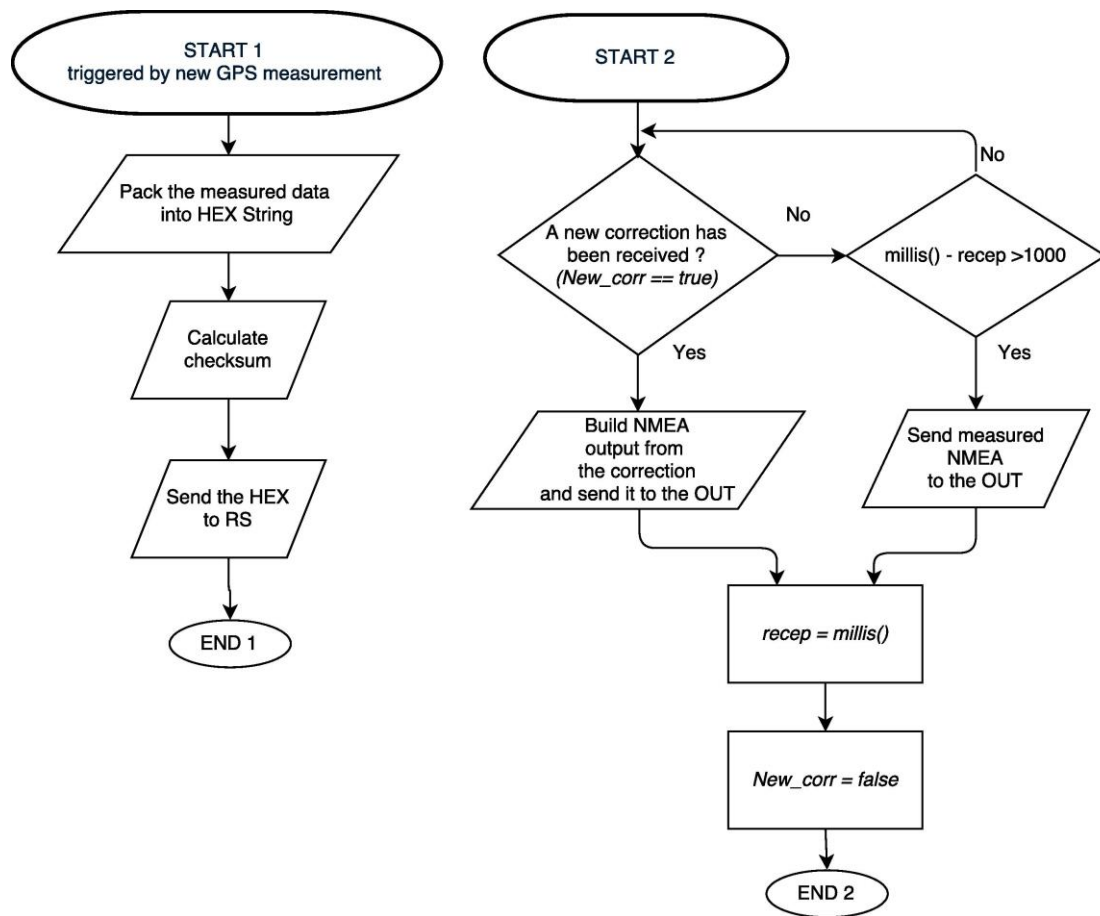 START 1
triggered by new GPS measurement
Pack the measured data
into HEX String
Calculate
checksum
Send the HEX
to RS
END 1
START 2
A new correction has
been received ?
(New_corr == true)
No
millis() - recep >1000
No
Yes
Yes
Build NMEA
output from
the correction
and send it to the OUT
Send measured
NMEA
to the OUT
recep = millis()
New_corr = false
END 2